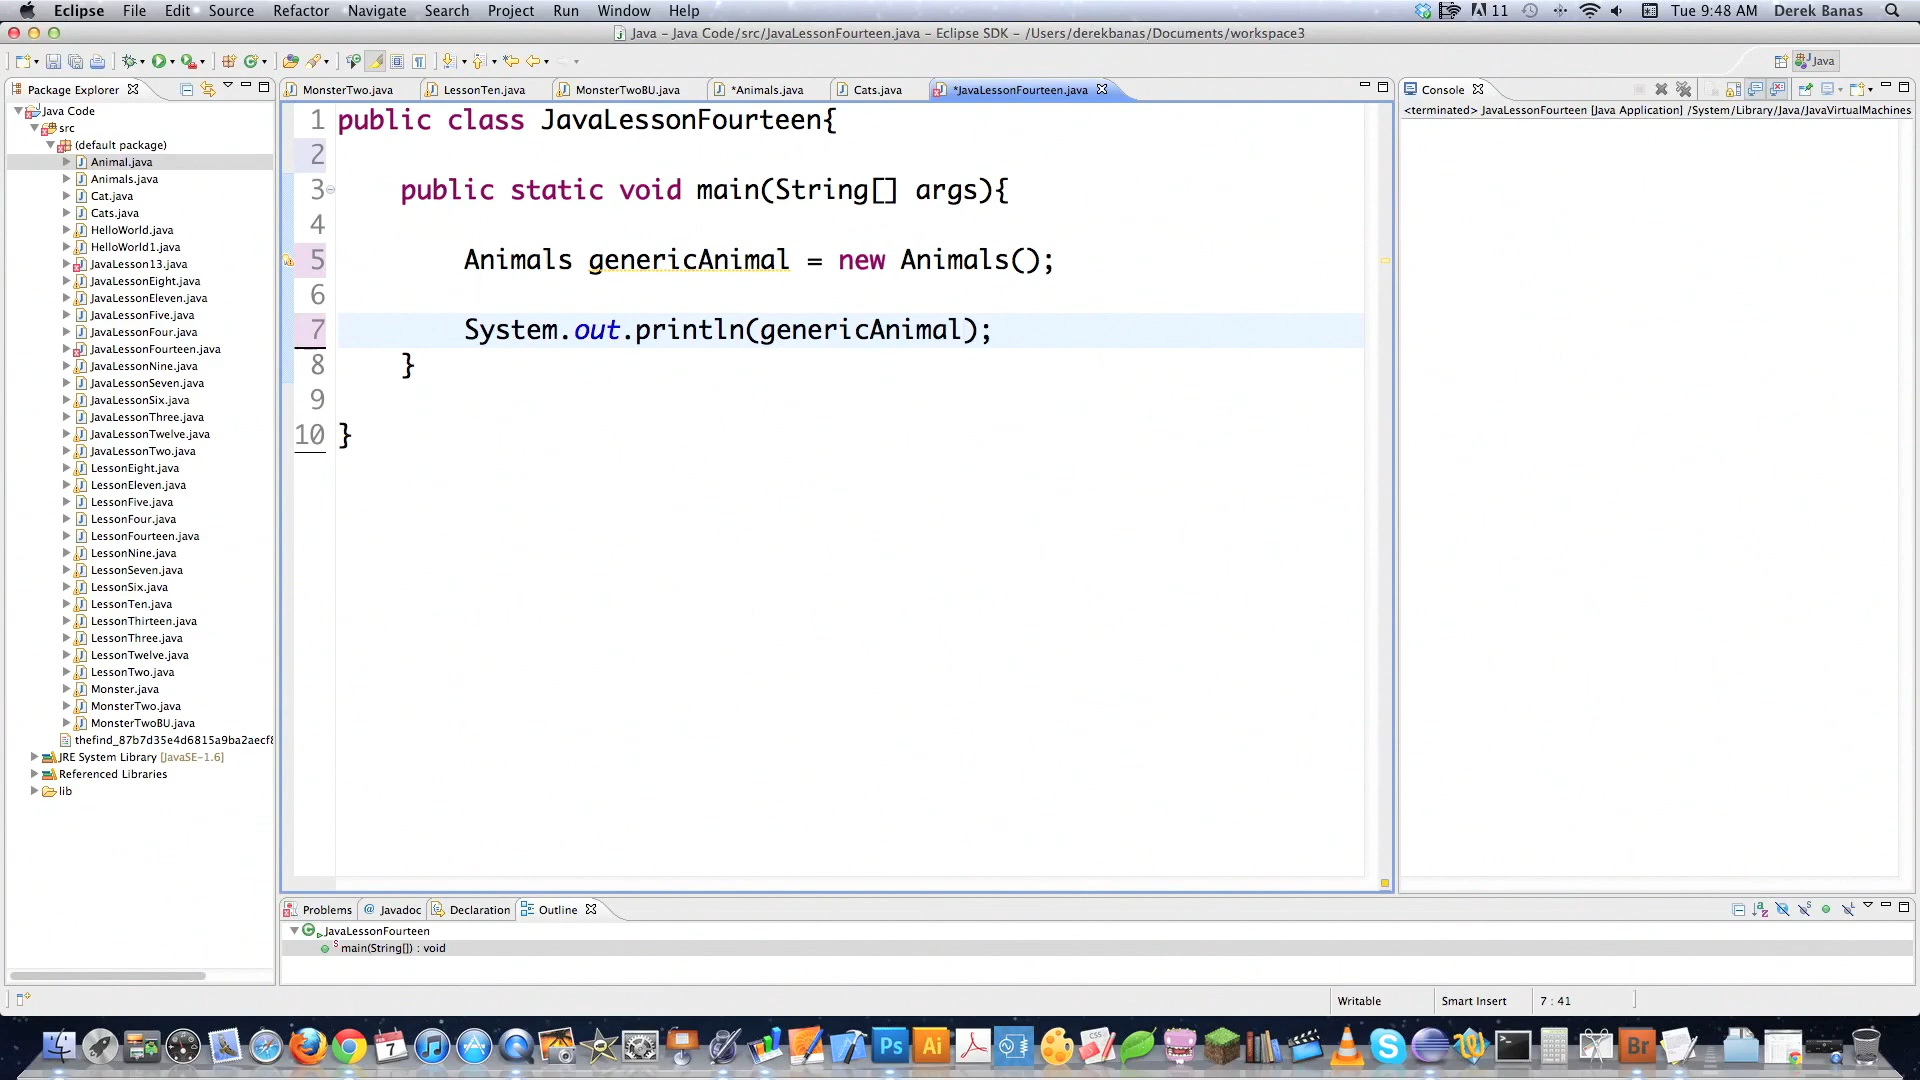 Eclipse File Edit Source Refactor Navigate Search Project Run Window Help
11 Tue 9:48 AM Derek Banas
Java – Java Code/src/JavaLessonFourteen.java – Eclipse SDK – /Users/derekbanas/Documents/workspace3
Java
Package Explorer
MonsterTwo.java LessonTen.java MonsterTwoBU.java *Animals.java Cats.java *JavaLessonFourteen.java
Console
<terminated> JavaLessonFourteen [Java Application] /System/Library/Java/JavaVirtualMachines
Java Code
src
(default package)
Animal.java
Animals.java
Cat.java
Cats.java
HelloWorld.java
HelloWorld1.java
JavaLesson13.java
JavaLessonEight.java
JavaLessonEleven.java
JavaLessonFive.java
JavaLessonFour.java
JavaLessonFourteen.java
JavaLessonNine.java
JavaLessonSeven.java
JavaLessonSix.java
JavaLessonThree.java
JavaLessonTwelve.java
JavaLessonTwo.java
LessonEight.java
LessonEleven.java
LessonFive.java
LessonFour.java
LessonFourteen.java
LessonNine.java
LessonSeven.java
LessonSix.java
LessonTen.java
LessonThirteen.java
LessonThree.java
LessonTwelve.java
LessonTwo.java
Monster.java
MonsterTwo.java
MonsterTwoBU.java
thefind_87b7d35e4d6815a9ba2aecf8
JRE System Library [JavaSE-1.6]
Referenced Libraries
lib
1 public class JavaLessonFourteen{
2
3 public static void main(String[] args){
4
5 Animals genericAnimal = new Animals();
6
7 System.out.println(genericAnimal);
8 }
9
10 }
Problems @ Javadoc Declaration Outline
JavaLessonFourteen
main(String[]) : void
Writable Smart Insert 7 : 41
7 Ps Ai CSS Br